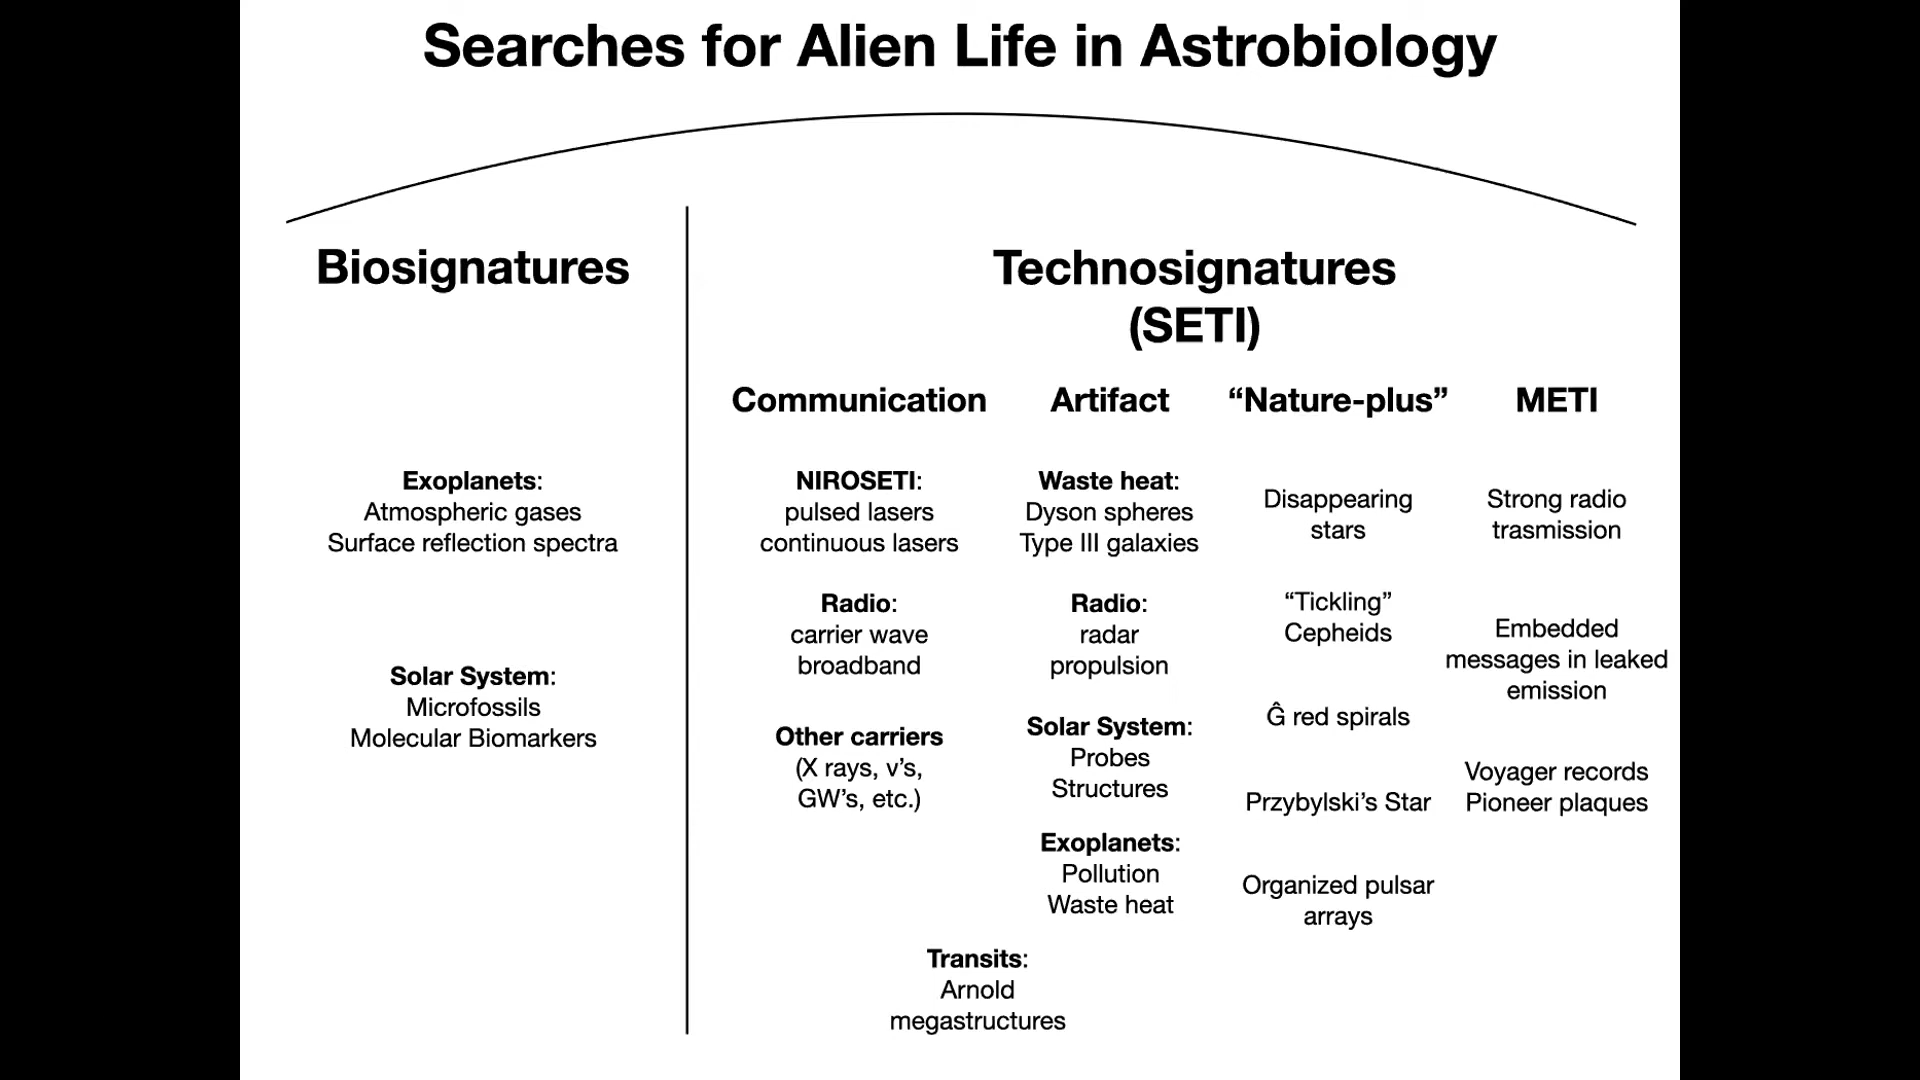 Searches for Alien Life in Astrobiology
Biosignatures
Exoplanets:
Atmospheric gases
Surface reflection spectra
Solar System:
Microfossils
Molecular Biomarkers
Technosignatures
(SETI)
Communication
NIROSETI:
pulsed lasers
continuous lasers
Radio:
carrier wave
broadband
Other carriers
(X rays, ν’s,
GW’s, etc.)
Artifact
Waste heat:
Dyson spheres
Type III galaxies
Radio:
radar
propulsion
Solar System:
Probes
Structures
Exoplanets:
Pollution
Waste heat
Transits:
Arnold
megastructures
“Nature-plus”
Disappearing
stars
“Tickling”
Cepheids
Ĝ red spirals
Przybylski’s Star
Organized pulsar
arrays
METI
Strong radio
trasmission
Embedded
messages in leaked
emission
Voyager records
Pioneer plaques